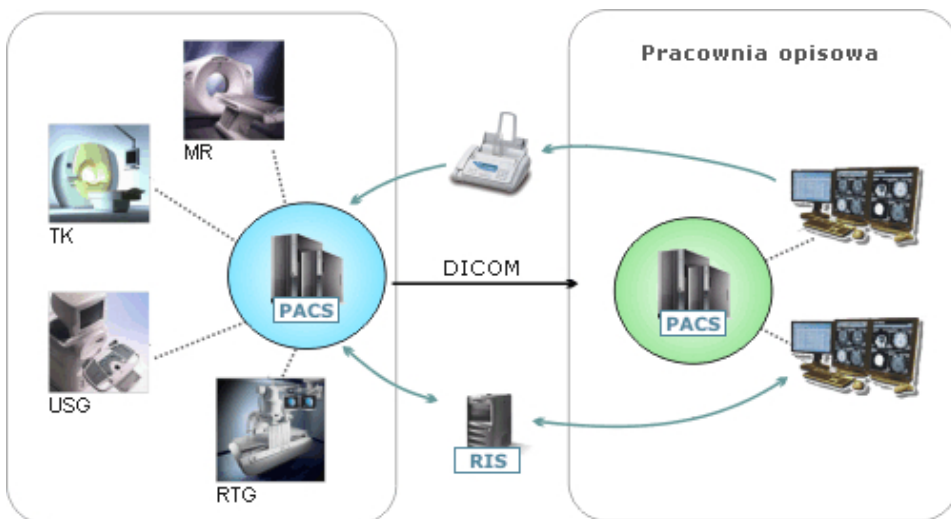 Pracownia opisowa
MR
TK
DICOM
PACS
PACS
USG
RIS
RTG